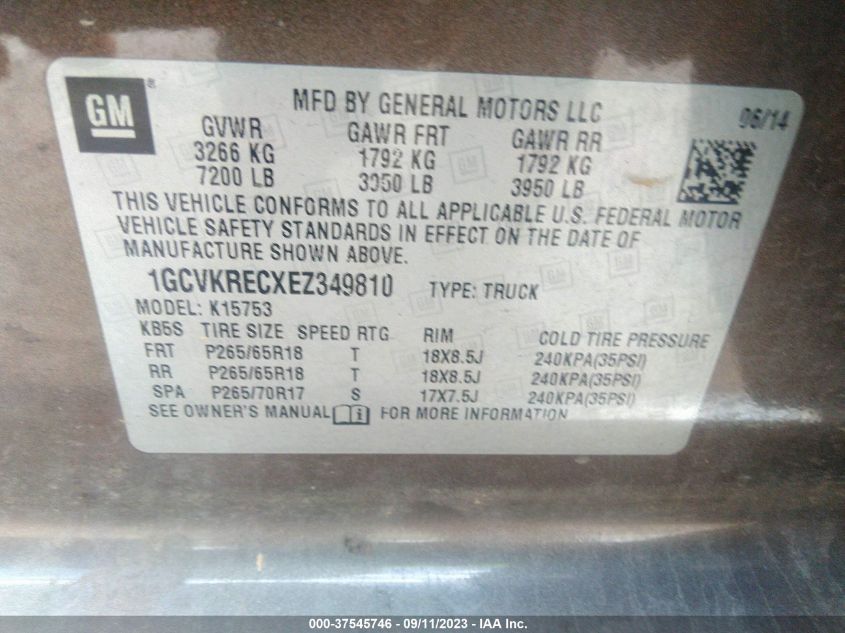 GM®
MFD BY GENERAL MOTORS LLC 06/14
GVWR GAWR FRT GAWR RR
3266 KG 1792 KG 1792 KG
7200 LB 3950 LB 3950 LB
THIS VEHICLE CONFORMS TO ALL APPLICABLE U.S. FEDERAL MOTOR
VEHICLE SAFETY STANDARDS IN EFFECT ON THE DATE OF
MANUFACTURE SHOWN ABOVE.
1GCVKRECXEZ349810 TYPE: TRUCK
MODEL: K15753
KB5S TIRE SIZE SPEED RTG RIM COLD TIRE PRESSURE
FRT P265/65R18 T 18X8.5J 240KPA(35PSI)
RR P265/65R18 T 18X8.5J 240KPA(35PSI)
SPA P265/70R17 S 17X7.5J 240KPA(35PSI)
SEE OWNER'S MANUAL FOR MORE INFORMATION
000-37545746 - 09/11/2023 - IAA Inc.